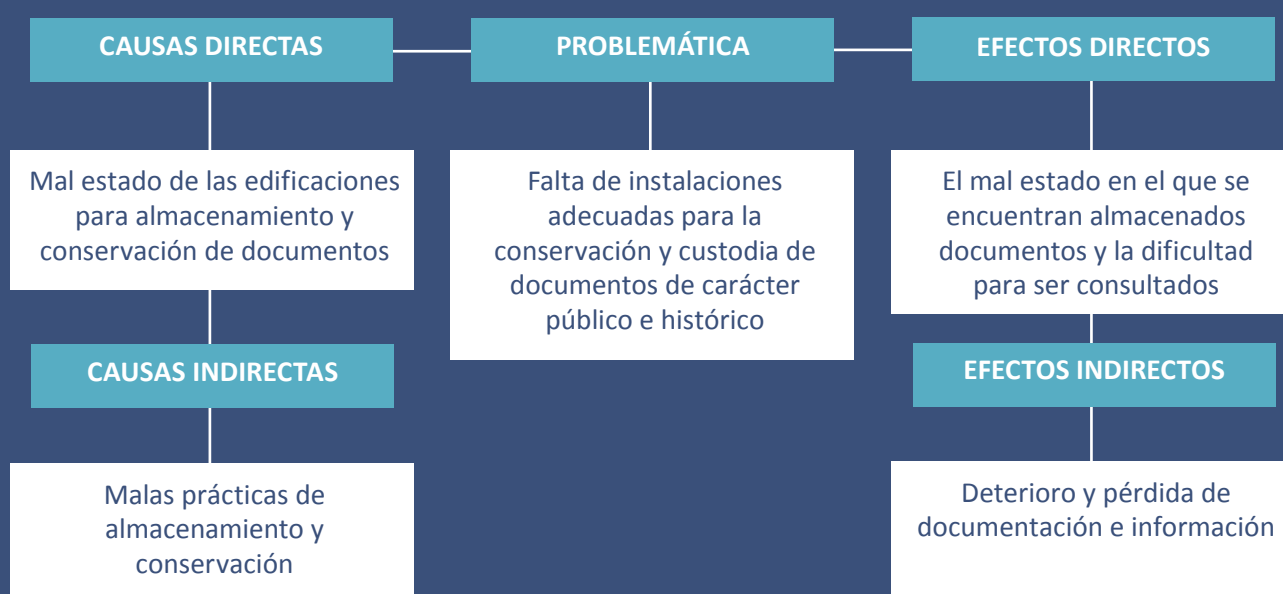 CAUSAS DIRECTAS
Mal estado de las edificaciones
para almacenamiento y
conservación de documentos
CAUSAS INDIRECTAS
Malas prácticas de
almacenamiento y
conservación
PROBLEMÁTICA
Falta de instalaciones
adecuadas para la
conservación y custodia de
documentos de carácter
público e histórico
EFECTOS DIRECTOS
El mal estado en el que se
encuentran almacenados
documentos y la dificultad
para ser consultados
EFECTOS INDIRECTOS
Deterioro y pérdida de
documentación e información